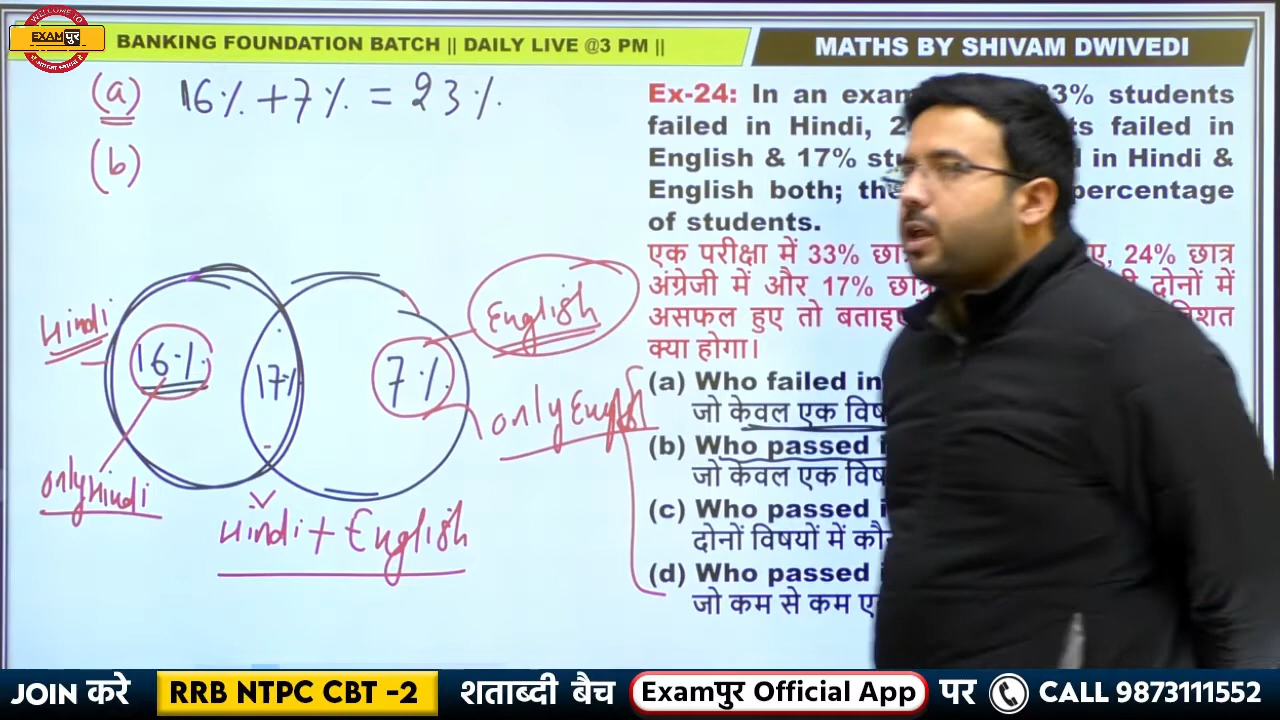 WELCOME TO
EXAMपुर
BANKING FOUNDATION BATCH || DAILY LIVE @3 PM ||
MATHS BY SHIVAM DWIVEDI
(a) 16% + 7% = 23%
(b)
Hindi
16%
17%
7%
English
only English
only Hindi
Hindi + English
Ex-24: In an exam 33% students
failed in Hindi, failed in
English & 17% in Hindi &
English both; percentage
of students.
एक परीक्षा में 33% 24% छात्र
अंग्रेजी में और 17% दोनों में
असफल हुए तो
क्या होगा।
(a) Who failed in
जो केवल एक
(b) Who passed
जो केवल एक
(c) Who passed
दोनों विषयों में
(d) Who passed
जो कम से कम
JOIN करे RRB NTPC CBT -2 शताब्दी बैच Examपुर Official App पर CALL 9873111552